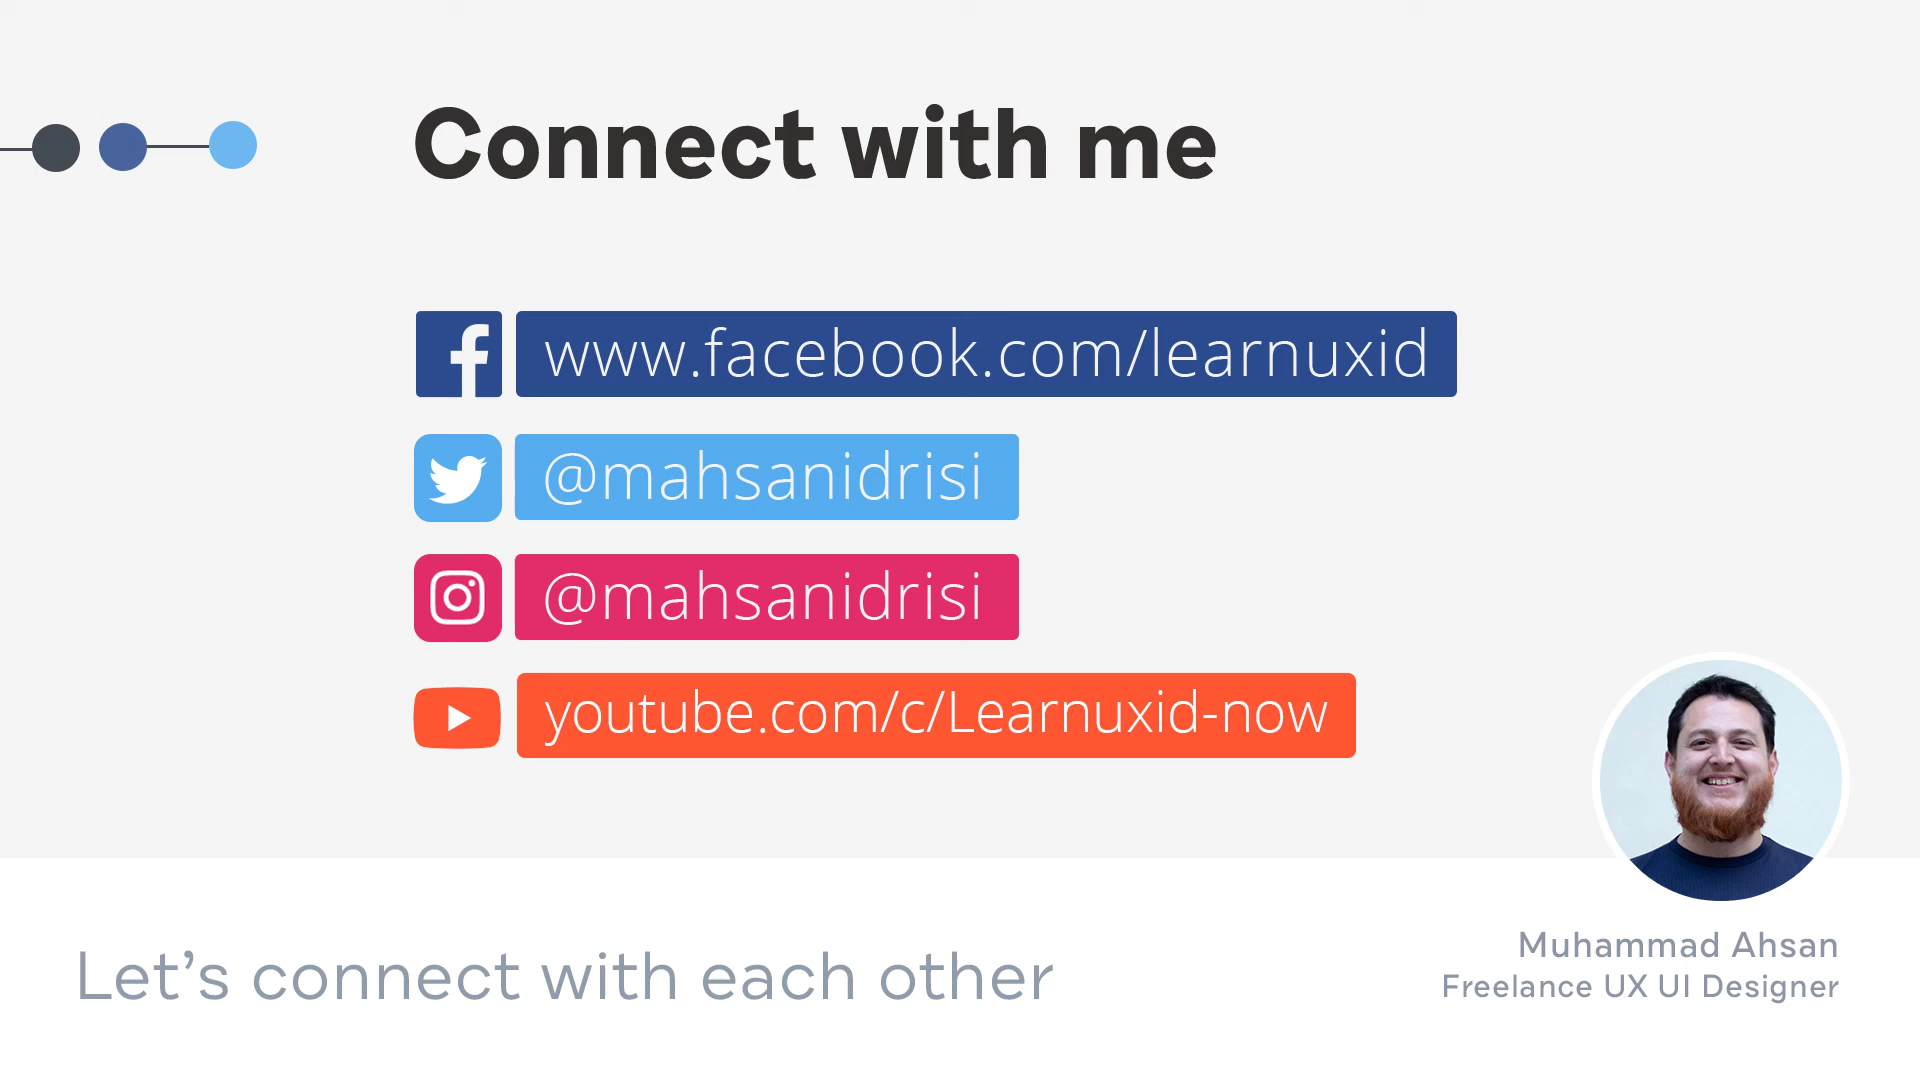 Connect with me
www.facebook.com/learnuxid
@mahsanidrisi
@mahsanidrisi
youtube.com/c/Learnuxid-now
Let’s connect with each other
Muhammad Ahsan
Freelance UX UI Designer